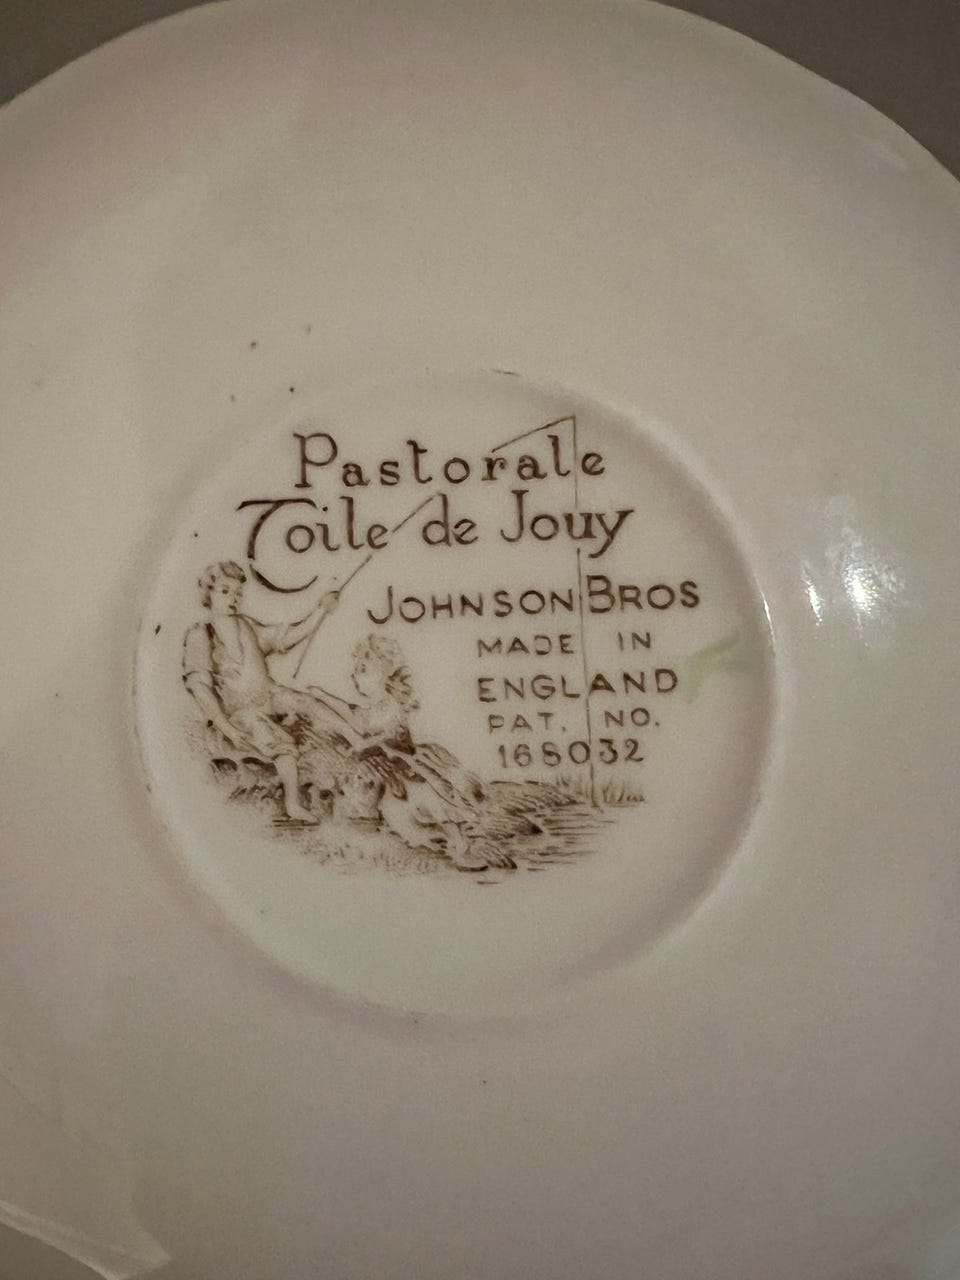 Pastorale
Toile de Jouy
JOHNSON BROS
MADE IN
ENGLAND
PAT. NO.
168032